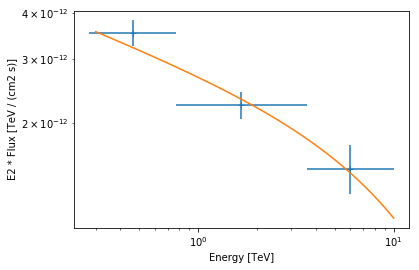 4 × 10⁻¹²
3 × 10⁻¹²
2 × 10⁻¹²
E2 * Flux [TeV / (cm2 s)]
10⁰
10¹
Energy [TeV]